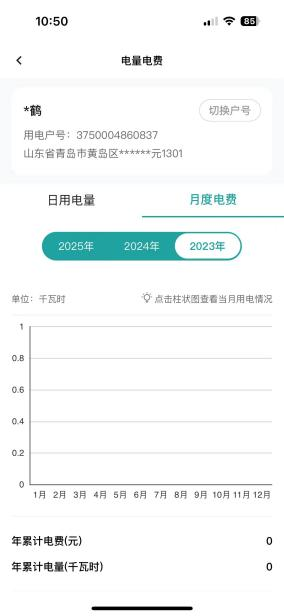 10:50
85
电量电费
*鹤
切换户号
用电户号：3750004860837
山东省青岛市黄岛区******元1301
日用电量
月度电费
2025年
2024年
2023年
单位：千瓦时
点击柱状图查看当月用电情况
1
0.8
0.6
0.4
0.2
0
1月 2月 3月 4月 5月 6月 7月 8月 9月 10月 11月 12月
年累计电费(元) 0
年累计电量(千瓦时) 0